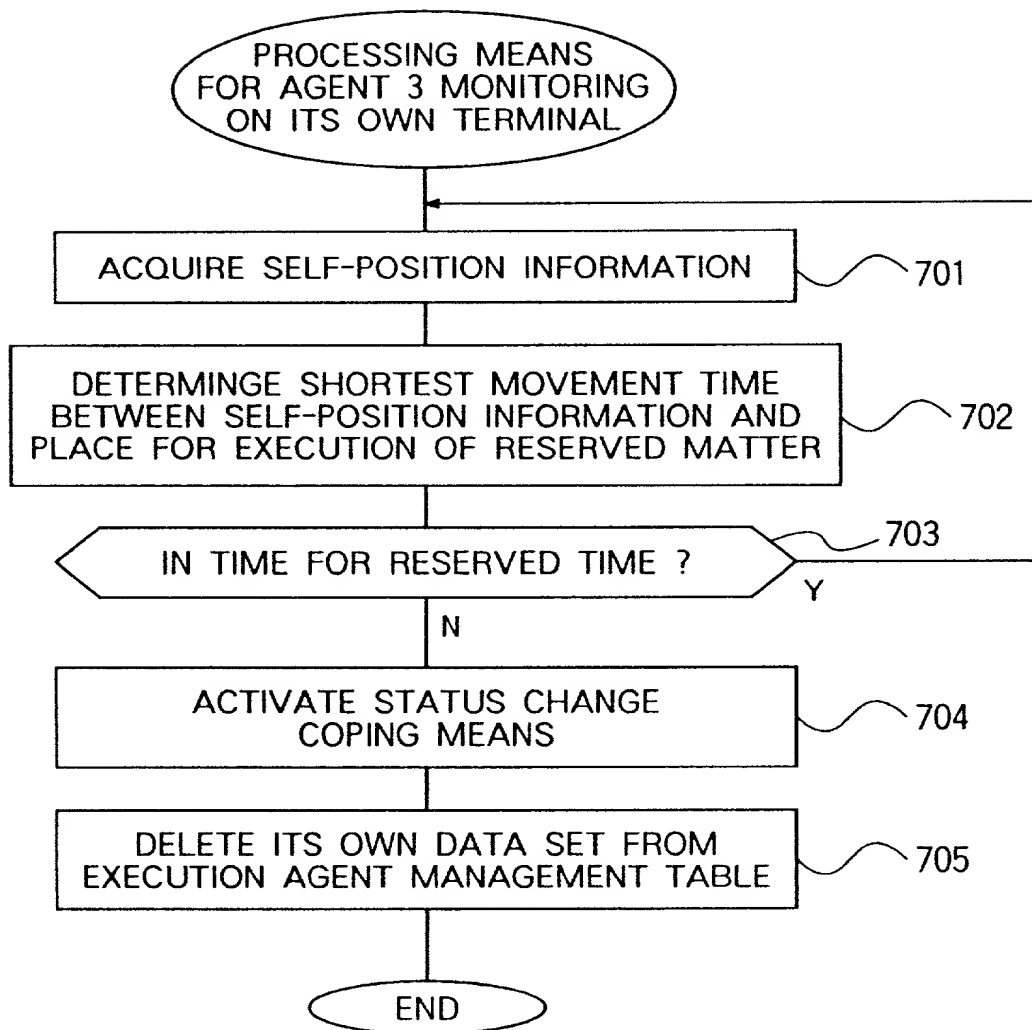 PROCESSING MEANS
FOR AGENT 3 MONITORING
ON ITS OWN TERMINAL
ACQUIRE SELF-POSITION INFORMATION
701
DETERMINGE SHORTEST MOVEMENT TIME
BETWEEN SELF-POSITION INFORMATION AND
PLACE FOR EXECUTION OF RESERVED MATTER
702
IN TIME FOR RESERVED TIME ?
703
Y
N
ACTIVATE STATUS CHANGE
COPING MEANS
704
DELETE ITS OWN DATA SET FROM
EXECUTION AGENT MANAGEMENT TABLE
705
END